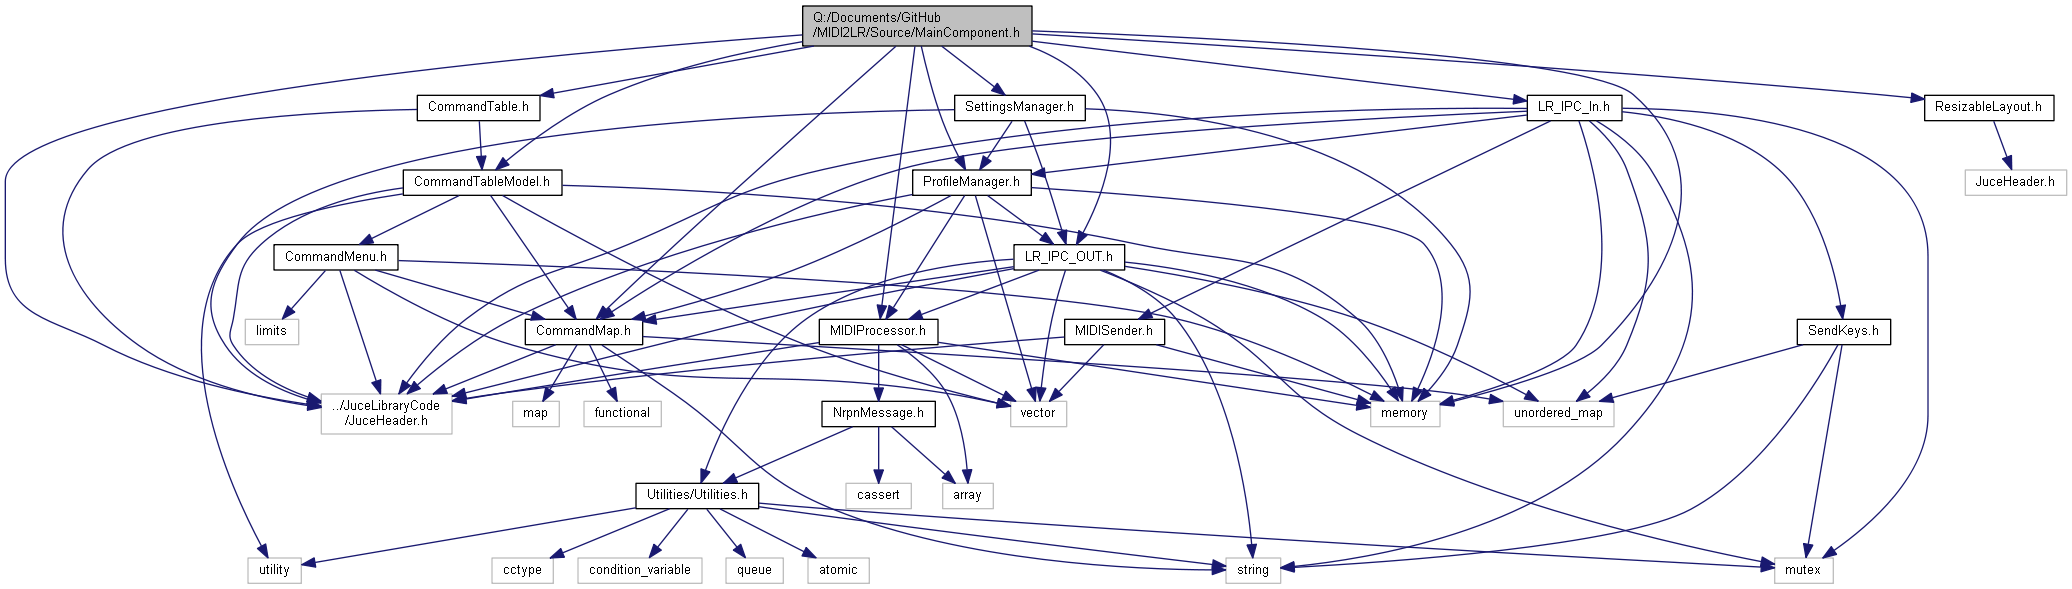 Q:/Documents/GitHub
/MIDI2LR/Source/MainComponent.h
CommandTable.h
SettingsManager.h
LR_IPC_In.h
ResizableLayout.h
CommandTableModel.h
ProfileManager.h
JuceHeader.h
CommandMenu.h
LR_IPC_OUT.h
limits
CommandMap.h
MIDIProcessor.h
MIDISender.h
SendKeys.h
../JuceLibraryCode
/JuceHeader.h
map
functional
NrpnMessage.h
vector
memory
unordered_map
Utilities/Utilities.h
cassert
array
utility
cctype
condition_variable
queue
atomic
string
mutex